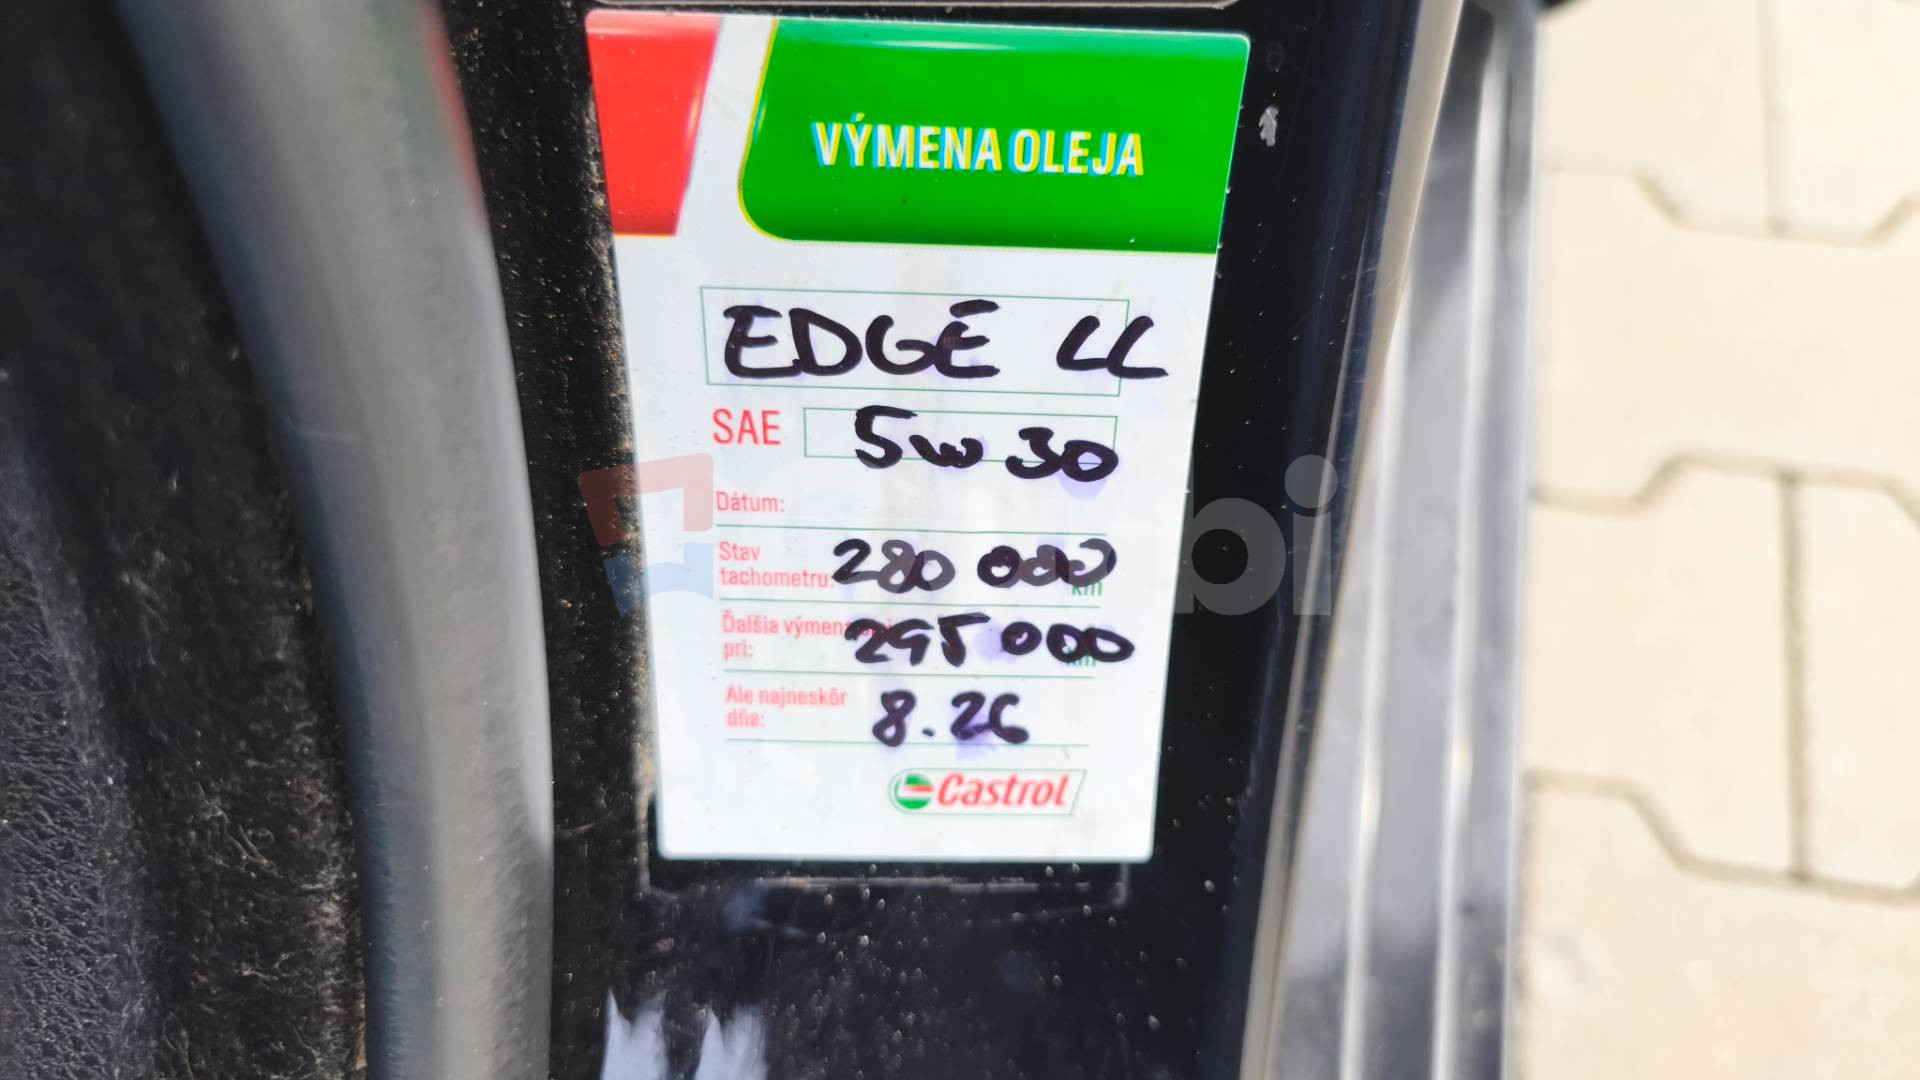 VÝMENA OLEJA
EDGE LL
SAE 5W30
Dátum:
Stav
tachometru: 280 000 km
Ďalšia výmena
pri: 295 000 km
Ale najneskôr
dňa: 8.26
Castrol